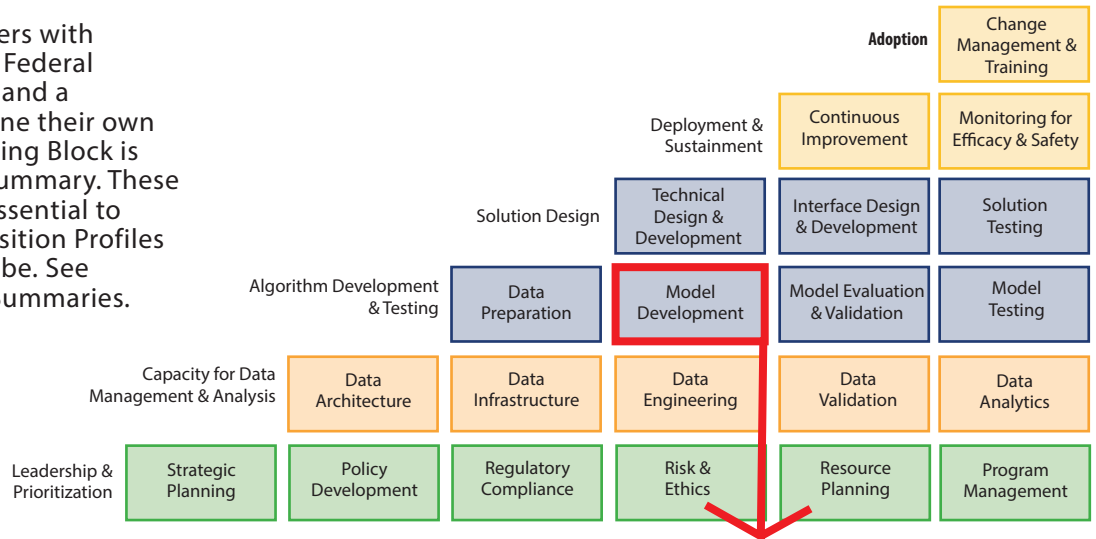 ers with
Federal
and a
ne their own
ing Block is
ummary. These
ssential to
sition Profiles
be. See
Summaries.
Adoption
Change
Management &
Training
Deployment &
Sustainment
Continuous
Improvement
Monitoring for
Efficacy & Safety
Solution Design
Technical
Design &
Development
Interface Design
& Development
Solution
Testing
Algorithm Development
& Testing
Data
Preparation
Model
Development
Model Evaluation
& Validation
Model
Testing
Capacity for Data
Management & Analysis
Data
Architecture
Data
Infrastructure
Data
Engineering
Data
Validation
Data
Analytics
Leadership &
Prioritization
Strategic
Planning
Policy
Development
Regulatory
Compliance
Risk &
Ethics
Resource
Planning
Program
Management